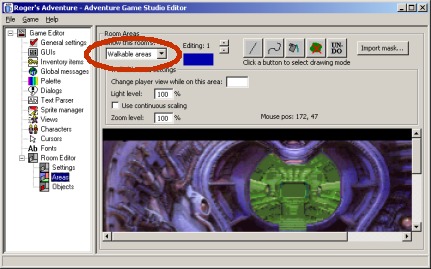 Roger's Adventure - Adventure Game Studio Editor
File Game Help
Game Editor
General settings
GUIs
Inventory items
Global messages
Palette
Dialogs
Text Parser
Sprite manager
Views
Characters
Cursors
Ab Fonts
Room Editor
Settings
Areas
Objects
Room Areas
Show this room's:
Walkable areas
Editing: 1
UN-
DO
Import mask...
Click a button to select drawing mode
settings
Change player view while on this area:
Light level: 100 %
Use continuous scaling
Zoom level: 100 %
Mouse pos: 172, 47